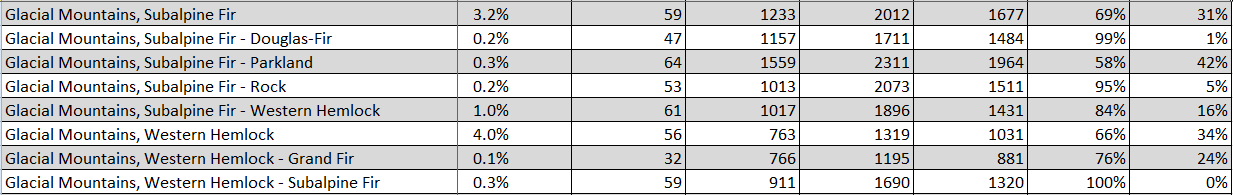 Glacial Mountains, Subalpine Fir 3.2% 59 1233 2012 1677 69% 31%
Glacial Mountains, Subalpine Fir - Douglas-Fir 0.2% 47 1157 1711 1484 99% 1%
Glacial Mountains, Subalpine Fir - Parkland 0.3% 64 1559 2311 1964 58% 42%
Glacial Mountains, Subalpine Fir - Rock 0.2% 53 1013 2073 1511 95% 5%
Glacial Mountains, Subalpine Fir - Western Hemlock 1.0% 61 1017 1896 1431 84% 16%
Glacial Mountains, Western Hemlock 4.0% 56 763 1319 1031 66% 34%
Glacial Mountains, Western Hemlock - Grand Fir 0.1% 32 766 1195 881 76% 24%
Glacial Mountains, Western Hemlock - Subalpine Fir 0.3% 59 911 1690 1320 100% 0%